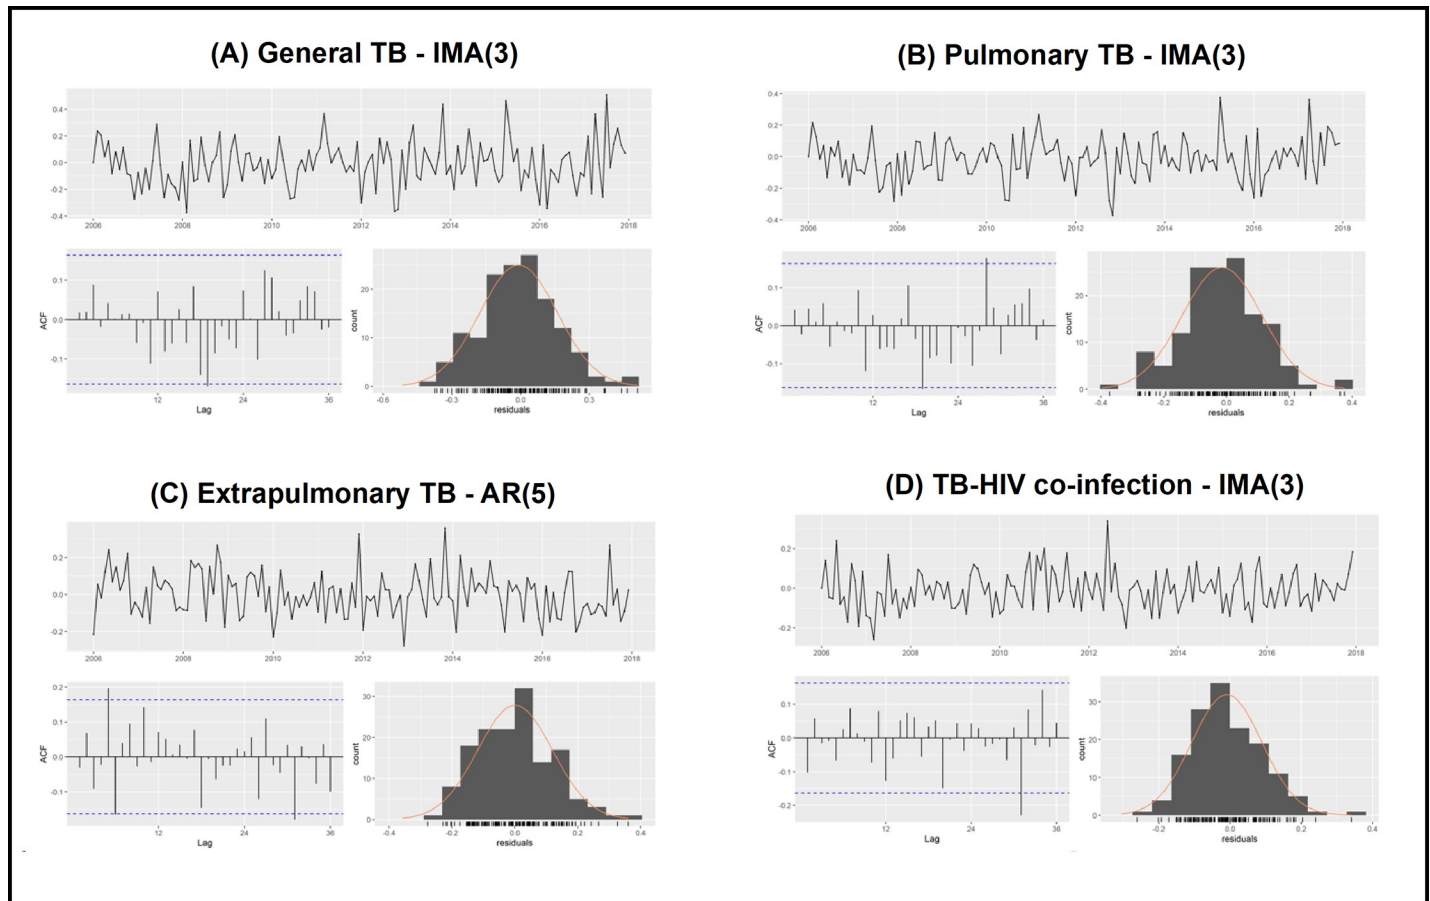 (A) General TB - IMA(3)
0.4
0.2
0.0
-0.2
-0.4
2006 2008 2010 2012 2014 2016 2018
0.1
0.0
-0.1
ACF
12 24 36
Lag
20
10
0
count
-0.6 -0.3 0.0 0.3
residuals
(B) Pulmonary TB - IMA(3)
0.4
0.2
0.0
-0.2
-0.4
2006 2008 2010 2012 2014 2016 2018
0.1
0.0
-0.1
ACF
12 24 36
Lag
20
10
0
count
-0.4 -0.2 0.0 0.2 0.4
residuals
(C) Extrapulmonary TB - AR(5)
0.2
0.0
-0.2
2006 2008 2010 2012 2014 2016 2018
0.2
0.1
0.0
-0.1
ACF
12 24 36
Lag
30
20
10
0
count
-0.4 -0.2 0.0 0.2 0.4
residuals
(D) TB-HIV co-infection - IMA(3)
0.2
0.0
-0.2
2006 2008 2010 2012 2014 2016 2018
0.1
0.0
-0.1
-0.2
ACF
12 24 36
Lag
30
20
10
0
count
-0.2 0.0 0.2 0.4
residuals